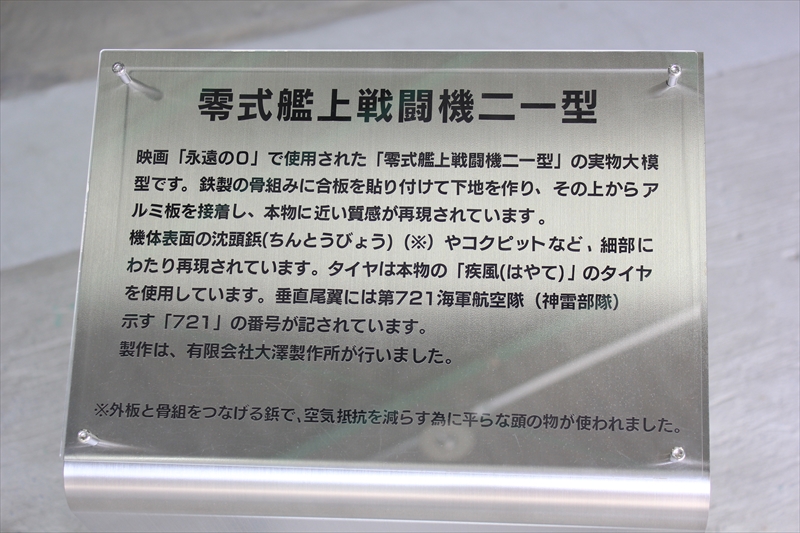 零式艦上戦闘機二一型
映画「永遠の0」で使用された「零式艦上戦闘機二一型」の実物大模
型です。鉄製の骨組みに合板を貼り付けて下地を作り、その上からア
ルミ板を接着し、本物に近い質感が再現されています。
機体表面の沈頭鋲(ちんとうびょう)（※）やコクピットなど、細部に
わたり再現されています。タイヤは本物の「疾風(はやて)」のタイヤ
を使用しています。垂直尾翼には第721海軍航空隊（神雷部隊）
示す「721」の番号が記されています。
製作は、有限会社大澤製作所が行いました。
※外板と骨組をつなげる鋲で、空気抵抗を減らす為に平らな頭の物が使われました。